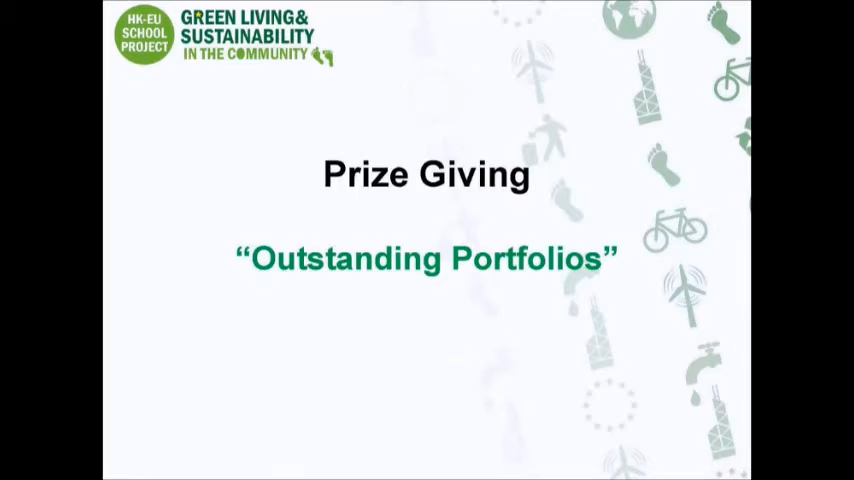 HK-EU
SCHOOL
PROJECT
GREEN LIVING&
SUSTAINABILITY
IN THE COMMUNITY
Prize Giving
“Outstanding Portfolios”